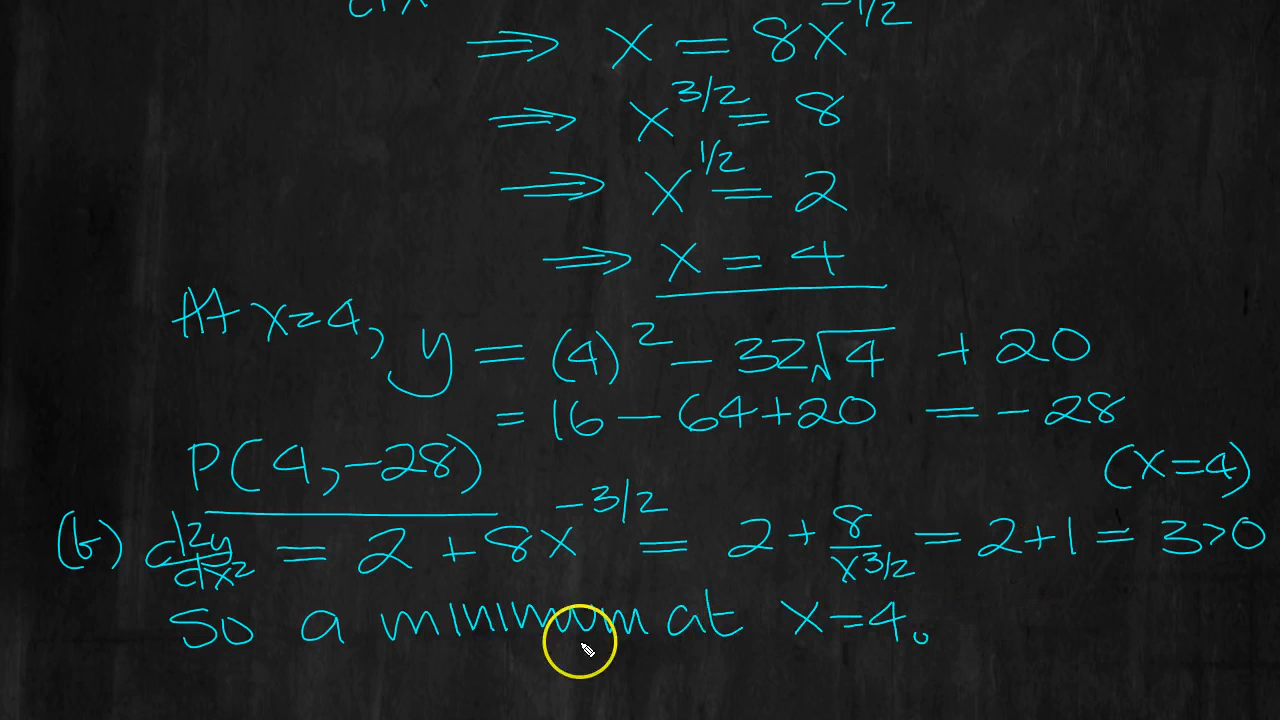 ⇒ x = 8x^-1/2
⇒ x^3/2 = 8
⇒ x^1/2 = 2
⇒ x = 4
At x=4, y = (4)^2 - 32√4 + 20
= 16 - 64+20 = -28
P(4,-28)
(x=4)
(b) d2y/dx^2 = 2 + 8x^-3/2 = 2 + 8/x^3/2 = 2+1 = 3>0
So a minimum at x=4.